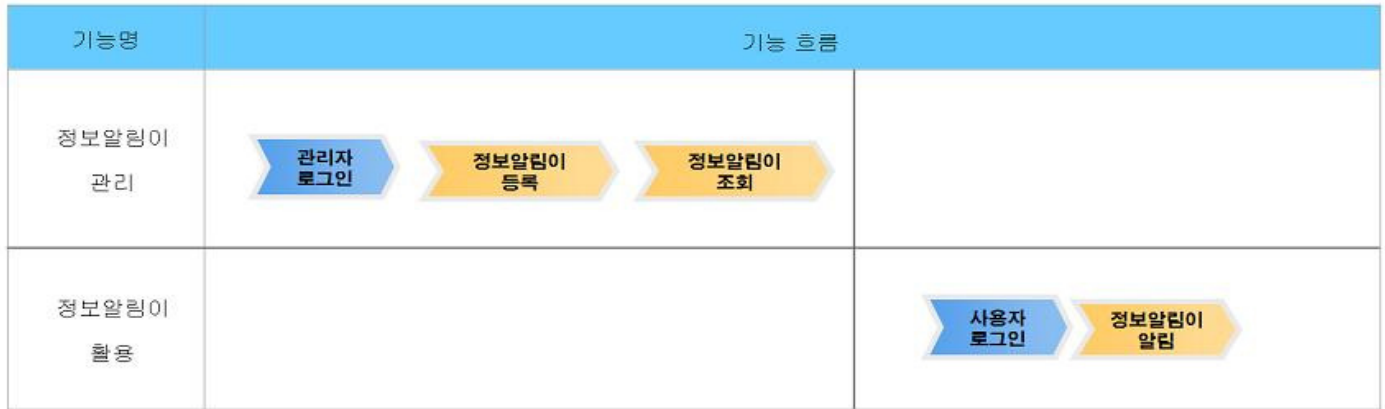 기능명
기능 흐름
정보알림이
관리
관리자
로그인
정보알림이
등록
정보알림이
조회
정보알림이
활용
사용자
로그인
정보알림이
알림